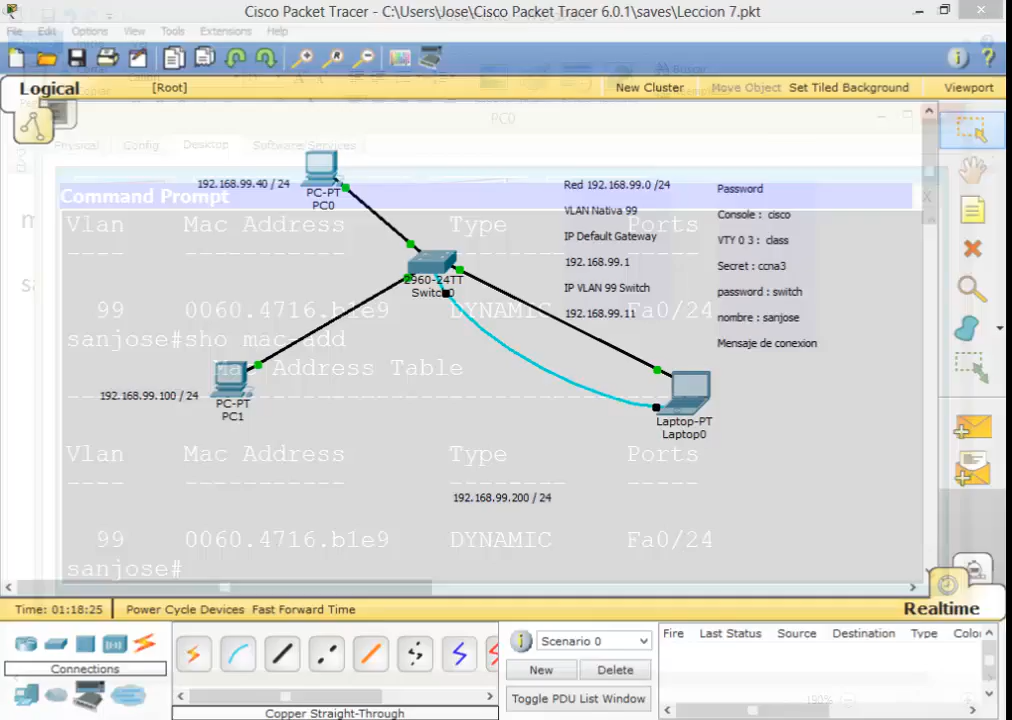 Cisco Packet Tracer - C:\Users\Jose\Cisco Packet Tracer 6.0.1\saves\Leccion 7.pkt
File Edit Options View Tools Extensions Help
Logical [Root] New Cluster Move Object Set Tiled Background Viewport
PC0
Physical Config Desktop Software/Services
Command Prompt
192.168.99.40 / 24
PC-PT
PC0
Red 192.168.99.0 /24
VLAN Nativa 99
IP Default Gateway
192.168.99.1
IP VLAN 99 Switch
192.168.99.11
Password
Console : cisco
VTY 0 3 : class
Secret : ccna3
password : switch
nombre : sanjose
Mensaje de conexion
2960-24TT
Switch0
192.168.99.100 / 24
PC-PT
PC1
Laptop-PT
Laptop0
192.168.99.200 / 24
Vlan Mac Address Type Ports
---- ----------- -------- -----
99 0060.4716.b1e9 DYNAMIC Fa0/24
sanjose#sho mac-add
Mac Address Table
Vlan Mac Address Type Ports
---- ----------- -------- -----
99 0060.4716.b1e9 DYNAMIC Fa0/24
sanjose#
Time: 01:18:25 Power Cycle Devices Fast Forward Time Realtime
Connections
Copper Straight-Through
Scenario 0
New Delete
Toggle PDU List Window
Fire Last Status Source Destination Type Color
190%